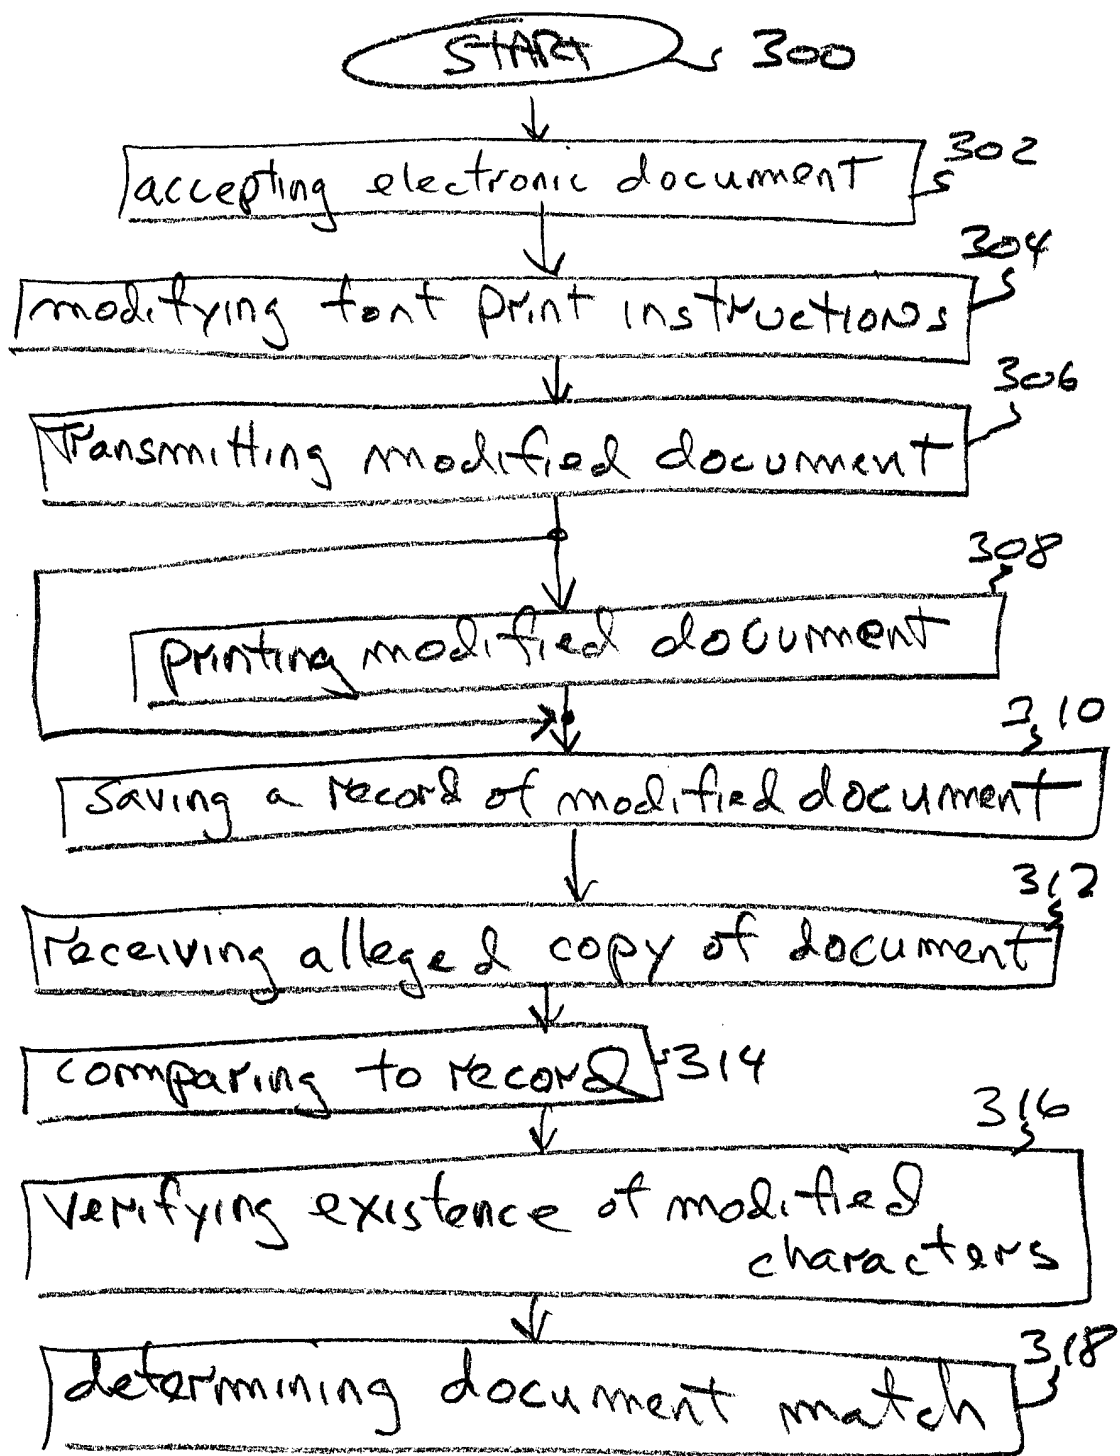 START 300
302
accepting electronic document
304
modifying font print instructions
306
Transmitting modified document
308
printing modified document
310
saving a record of modified document
312
receiving alleged copy of document
comparing to record 314
316
verifying existence of modified
characters
318
determining document match